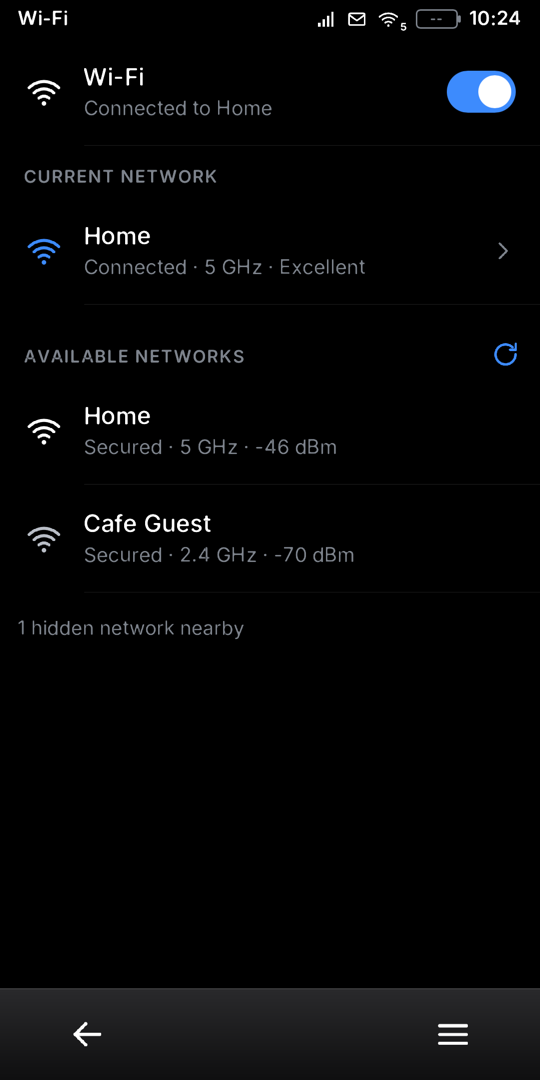 Wi-Fi
5 -- 10:24
Wi-Fi
Connected to Home
CURRENT NETWORK
Home
Connected · 5 GHz · Excellent
AVAILABLE NETWORKS
Home
Secured · 5 GHz · -46 dBm
Cafe Guest
Secured · 2.4 GHz · -70 dBm
1 hidden network nearby